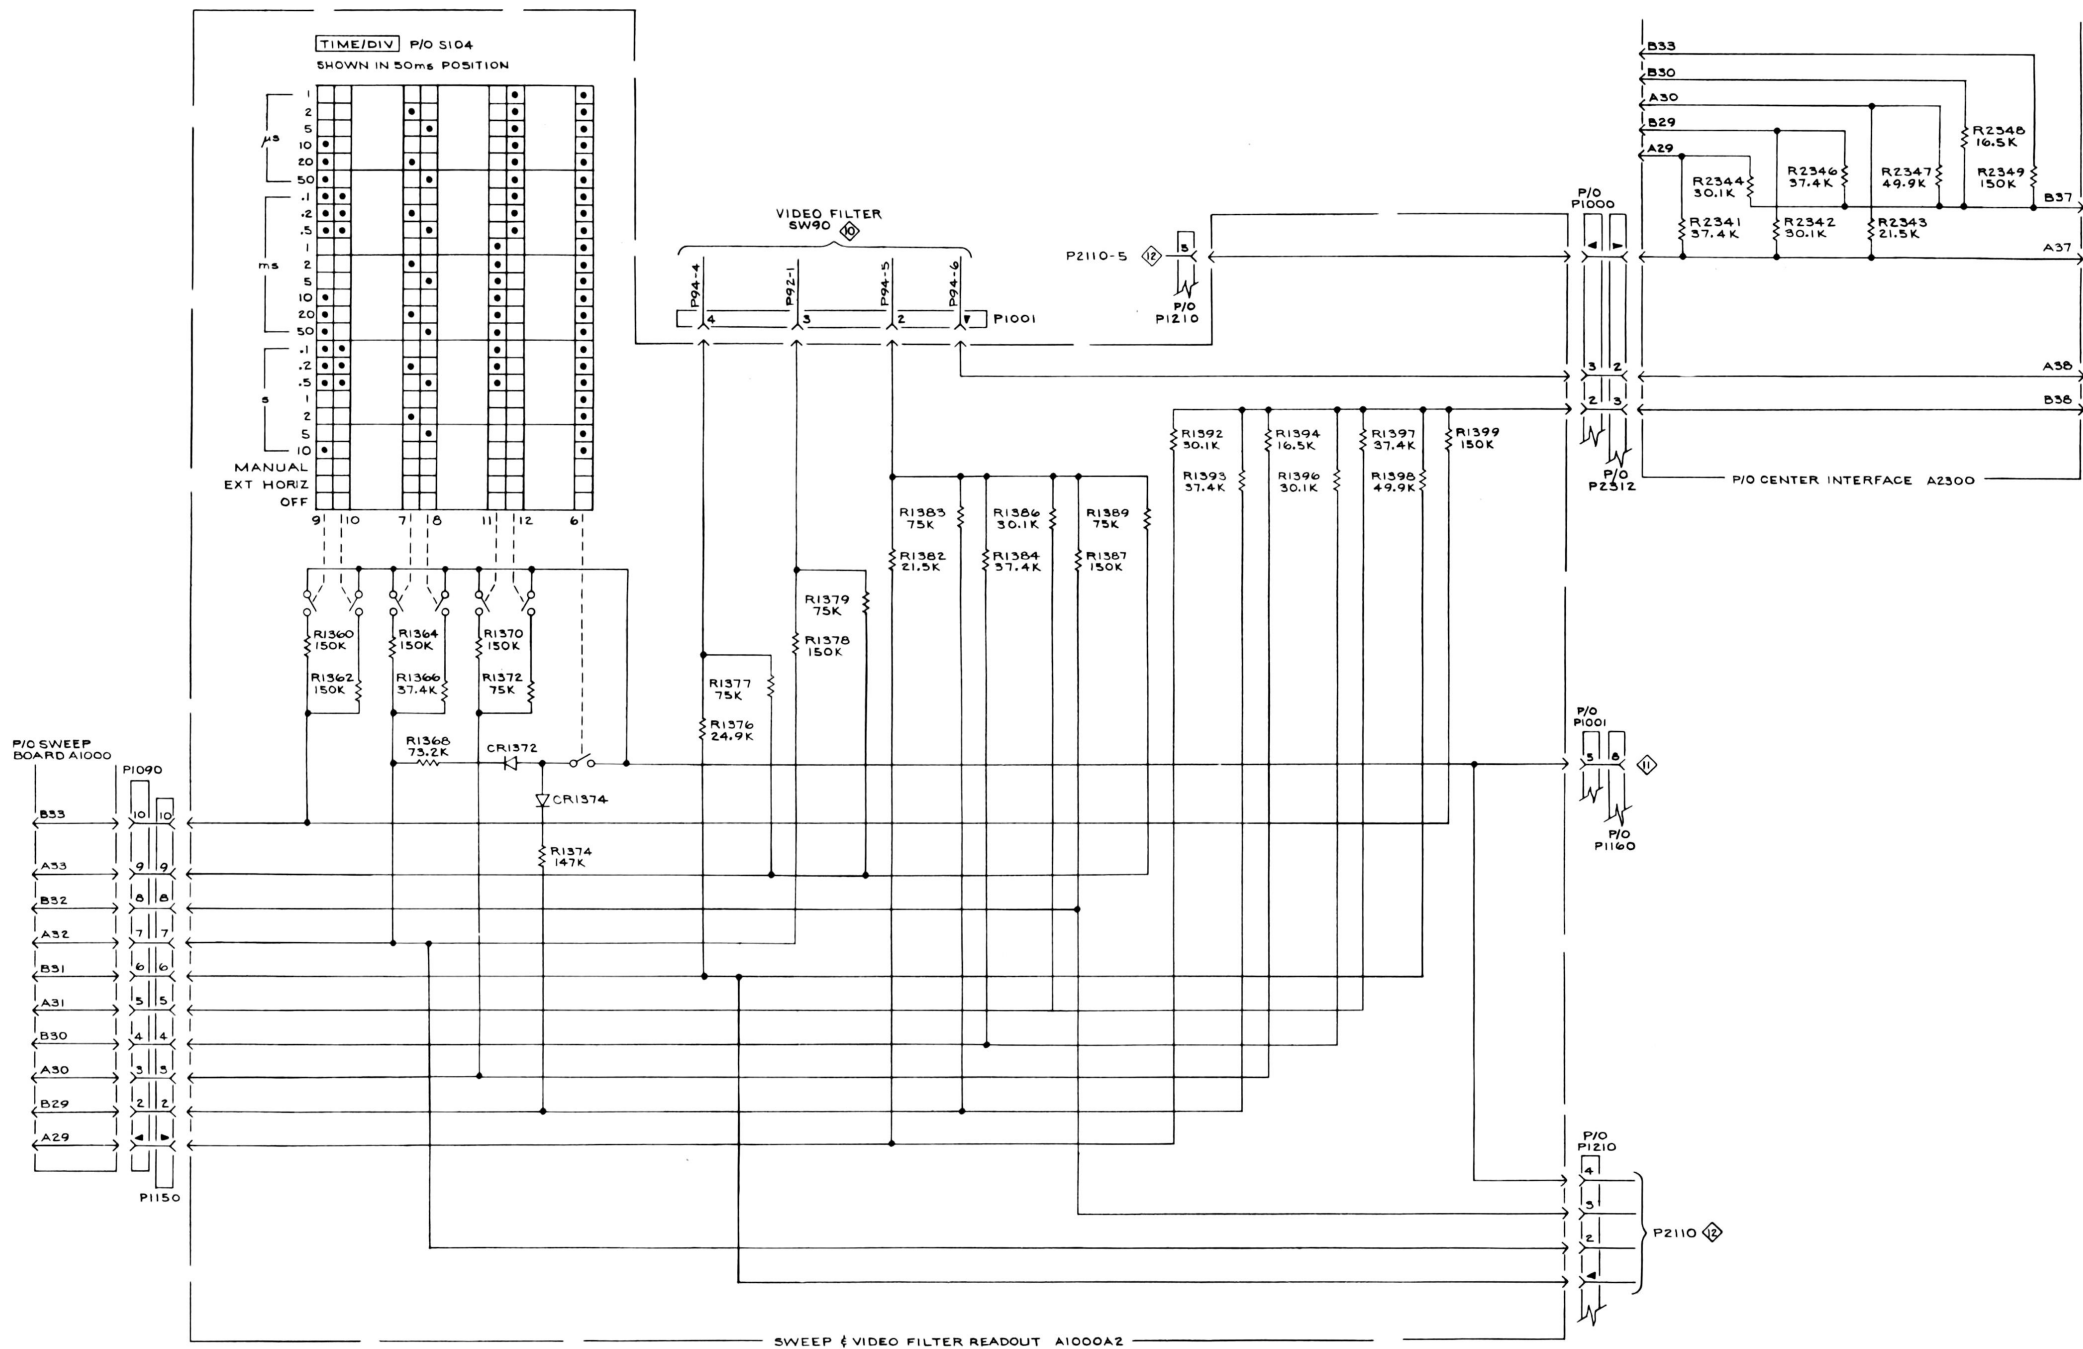 TIME/DIV P/O S104
SHOWN IN 50ms POSITION
µs
1
2
5
10
20
50
ms
.1
.2
.5
1
2
5
10
20
50
s
.1
.2
.5
1
2
5
10
MANUAL
EXT HORIZ
OFF
9 10 7 8 11 12 6
VIDEO FILTER
SW90 10
P94-4
P92-1
P94-5
P94-6
4 3 2 P1001
P2110-5 12 5
P/O
P1210
P/O
P1000
3 2
2 3
P/O
P2312
B33
B30
A30
B29
A29
R2348
16.5K
R2344
30.1K
R2346
37.4K
R2347
49.9K
R2349
150K
B37
R2341
37.4K
R2342
30.1K
R2343
21.5K
A37
A38
B38
P/O CENTER INTERFACE A2300
R1392
30.1K
R1394
16.5K
R1397
37.4K
R1399
150K
R1393
37.4K
R1396
30.1K
R1398
49.9K
R1383
75K
R1386
30.1K
R1389
75K
R1382
21.5K
R1384
37.4K
R1387
150K
R1379
75K
R1378
150K
R1377
75K
R1376
24.9K
R1360
150K
R1364
150K
R1370
150K
R1362
150K
R1366
37.4K
R1372
75K
R1368
73.2K
CR1372
CR1374
R1374
147K
P/O
P1001
5 8 11
P/O
P1160
P/O SWEEP
BOARD A1000
P1090
B33 10 10
A33 9 9
B32 8 8
A32 7 7
B31 6 6
A31 5 5
B30 4 4
A30 3 3
B29 2 2
A29
P1150
P/O
P1210
4
3
2
P2110 12
SWEEP & VIDEO FILTER READOUT A1000A2